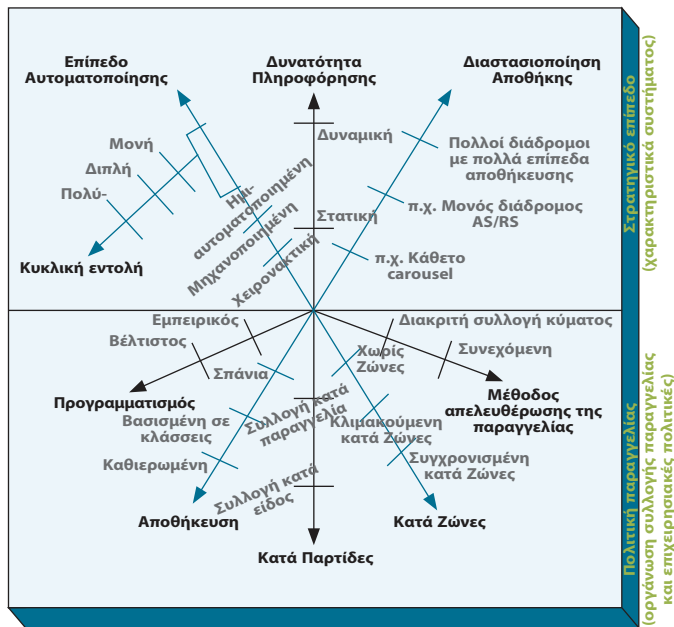 Επίπεδο
Αυτοματοποίησης
Δυνατότητα
Πληροφόρησης
Διαστασιοποίηση
Αποθήκης
Μονή
Διπλή
Πολύ-
Κυκλική εντολή
Ημι-
αυτοματοποιημένη
Μηχανοποιημένη
Χειρονακτική
Δυναμική
Στατική
Πολλοί διάδρομοι
με πολλά επίπεδα
αποθήκευσης
π.χ. Μονός διάδρομος
AS/RS
π.χ. Κάθετο
carousel
Στρατηγικό επίπεδο
(χαρακτηριστικά συστήματος)
Εμπειρικός
Βέλτιστος
Προγραμματισμός
Σπάνια
Βασισμένη σε
κλάσσεις
Καθιερωμένη
Αποθήκευση
Συλλογή κατά
παραγγελία
Συλλογή κατά
είδος
Κατά Παρτίδες
Χωρίς
Ζώνες
Κλιμακούμενη
κατά Ζώνες
Συγχρονισμένη
κατά Ζώνες
Κατά Ζώνες
Διακριτή συλλογή κύματος
Συνεχόμενη
Μέθοδος
απελευθέρωσης της
παραγγελίας
Πολιτική παραγγελίας
(οργάνωση συλλογής παραγγελίας
και επιχειρησιακές πολιτικές)